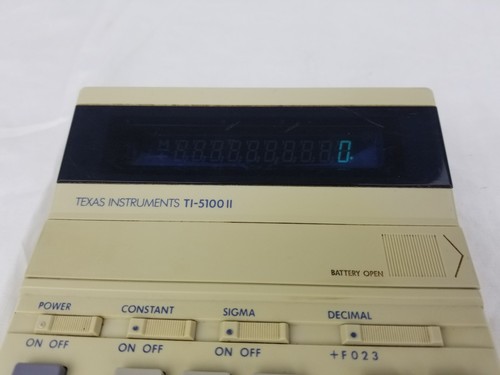 0.
TEXAS INSTRUMENTS TI-5100 II
BATTERY OPEN
POWER CONSTANT SIGMA DECIMAL
ON OFF ON OFF ON OFF +F023